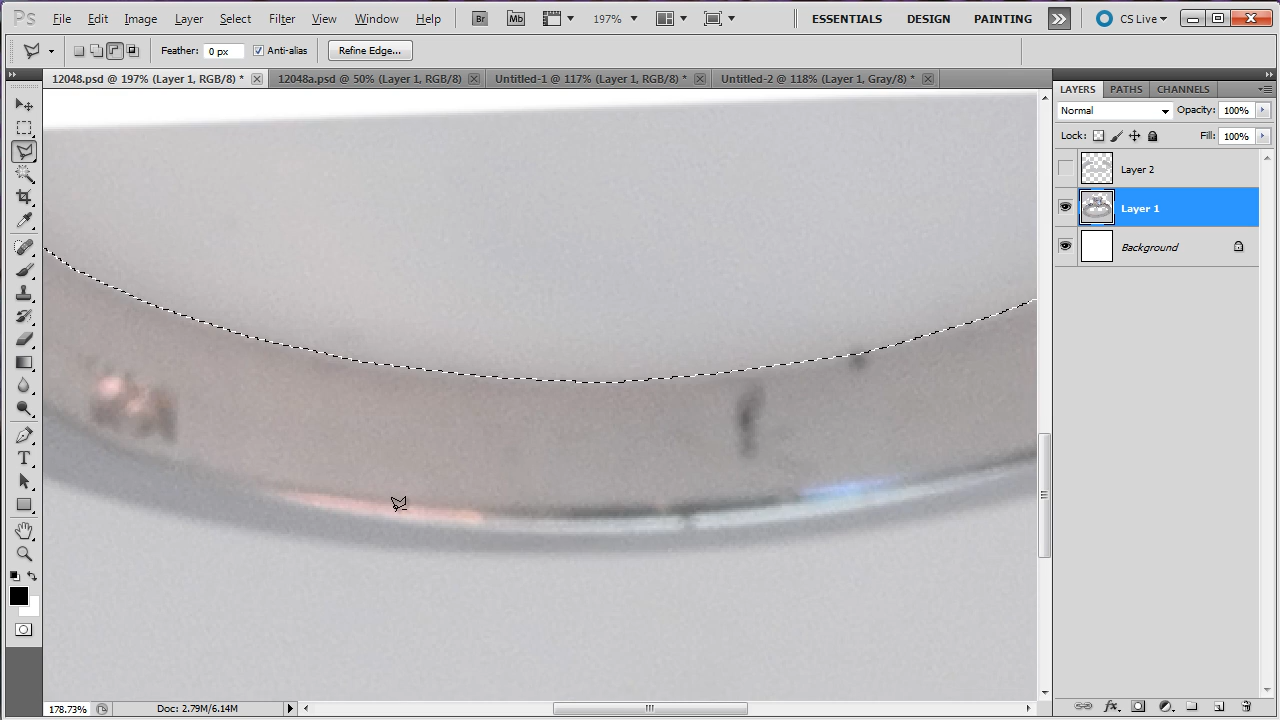 Ps File Edit Image Layer Select Filter View Window Help Br Mb 197% ESSENTIALS DESIGN PAINTING CS Live
Feather: 0 px Anti-alias Refine Edge...
12048.psd @ 197% (Layer 1, RGB/8) * 12048a.psd @ 50% (Layer 1, RGB/8) Untitled-1 @ 117% (Layer 1, RGB/8) * Untitled-2 @ 118% (Layer 1, Gray/8) *
LAYERS PATHS CHANNELS
Normal Opacity: 100%
Lock: Fill: 100%
Layer 2
Layer 1
Background
T
178.73% Doc: 2.79M/6.14M
fx